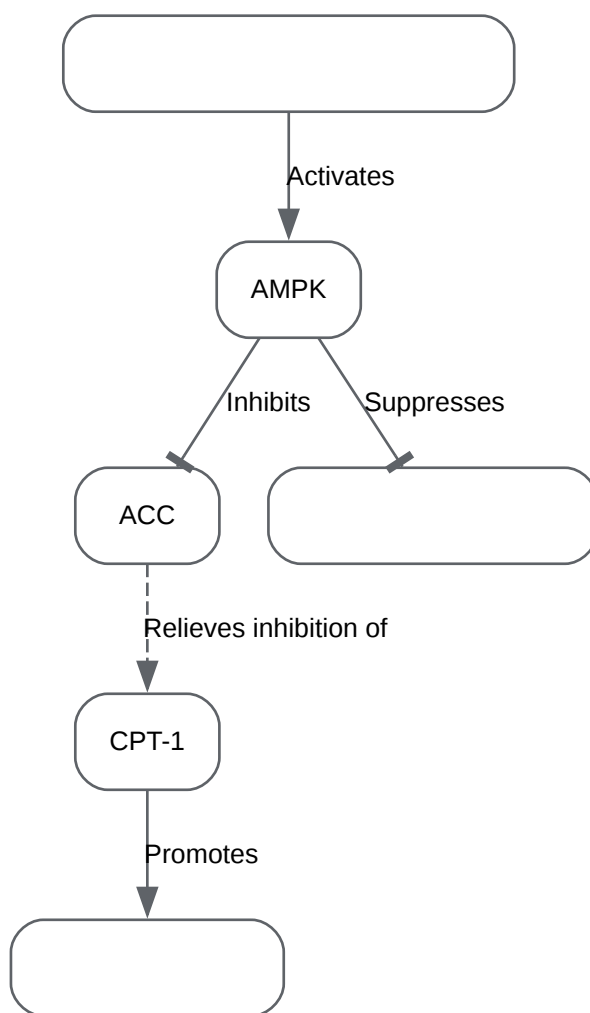 Activates
AMPK
Inhibits
Suppresses
ACC
Relieves inhibition of
CPT-1
Promotes